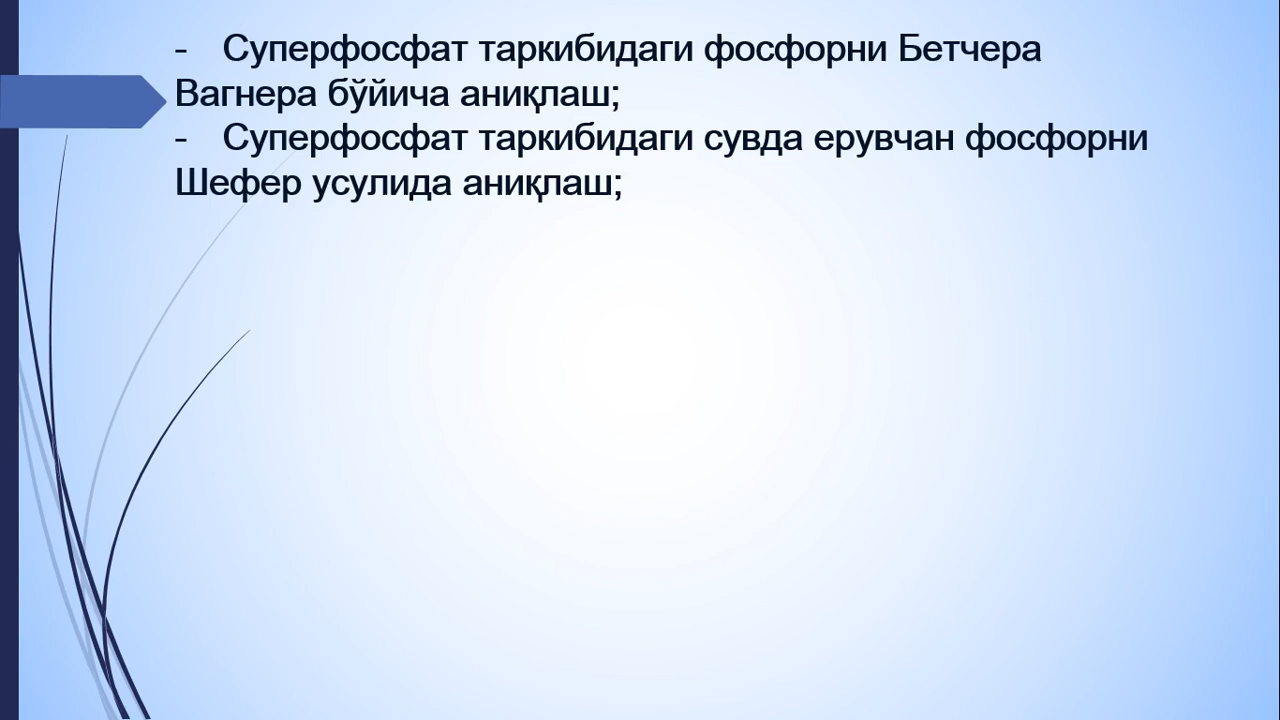 - Суперфосфат таркибидаги фосфорни Бетчера
Вагнера бўйича аниқлаш;
- Суперфосфат таркибидаги сувда ерувчан фосфорни
Шефер усулида аниқлаш;